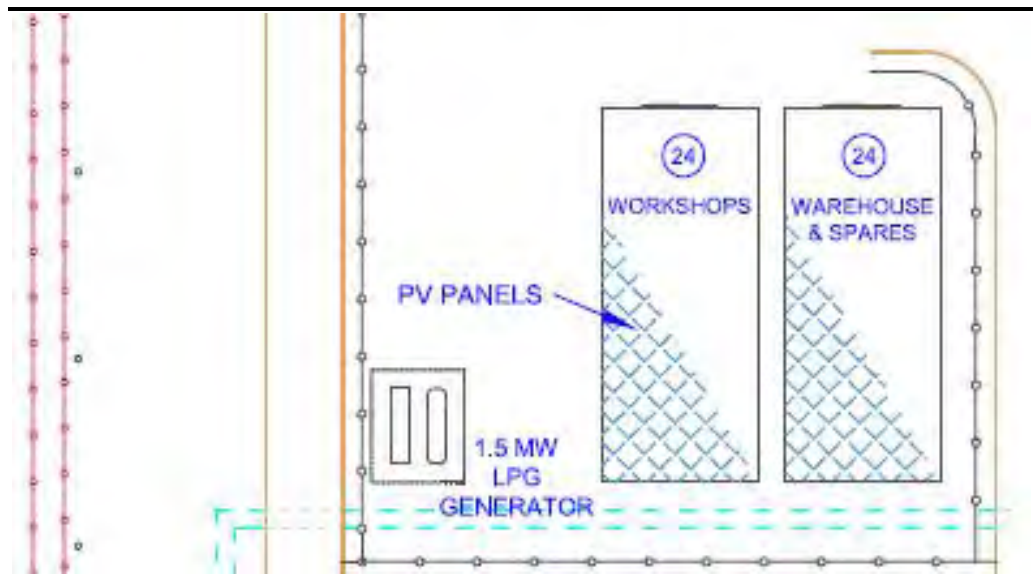 24
WORKSHOPS
24
WAREHOUSE
& SPARES
PV PANELS
1.5 MW
LPG
GENERATOR